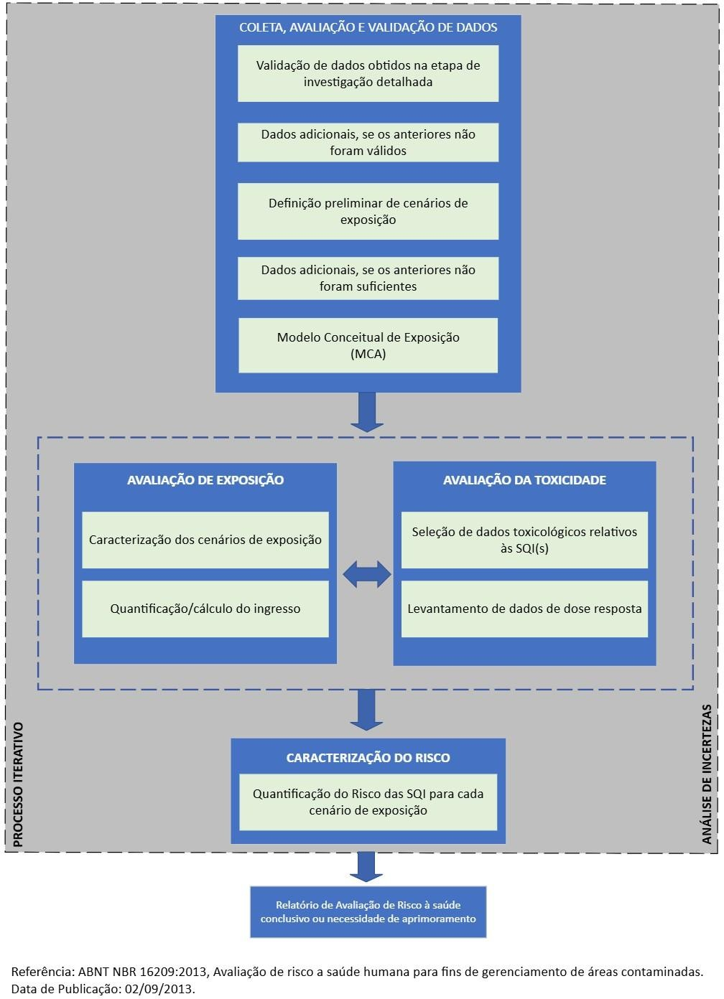 COLETA, AVALIAÇÃO E VALIDAÇÃO DE DADOS
Validação de dados obtidos na etapa de
investigação detalhada
Dados adicionais, se os anteriores não
foram válidos
Definição preliminar de cenários de
exposição
Dados adicionais, se os anteriores não
foram suficientes
Modelo Conceitual de Exposição
(MCA)
AVALIAÇÃO DE EXPOSIÇÃO
Caracterização dos cenários de exposição
Quantificação/cálculo do ingresso
AVALIAÇÃO DA TOXICIDADE
Seleção de dados toxicológicos relativos
às SQI(s)
Levantamento de dados de dose resposta
PROCESSO ITERATIVO
ANÁLISE DE INCERTEZAS
CARACTERIZAÇÃO DO RISCO
Quantificação do Risco das SQI para cada
cenário de exposição
Relatório de Avaliação de Risco à saúde
conclusivo ou necessidade de aprimoramento
Referência: ABNT NBR 16209:2013, Avaliação de risco a saúde humana para fins de gerenciamento de áreas contaminadas.
Data de Publicação: 02/09/2013.